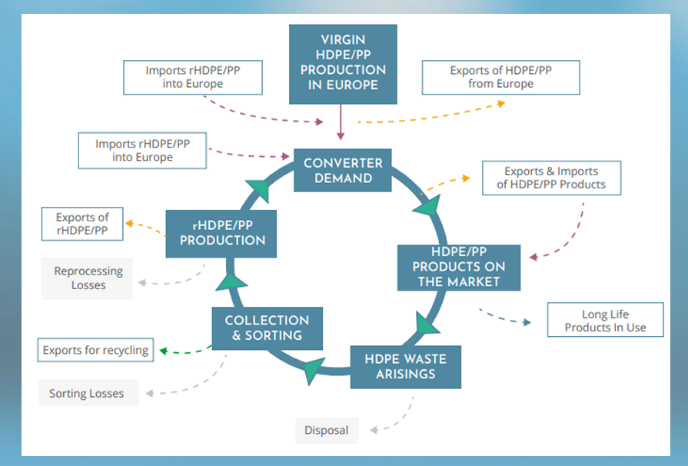 VIRGIN
HDPE/PP
PRODUCTION
IN EUROPE
Imports rHDPE/PP
into Europe
Exports of HDPE/PP
from Europe
Imports rHDPE/PP
into Europe
CONVERTER
DEMAND
Exports & Imports
of HDPE/PP Products
Exports of
rHDPE/PP
rHDPE/PP
PRODUCTION
HDPE/PP
PRODUCTS ON
THE MARKET
Reprocessing
Losses
Long Life
Products In Use
COLLECTION
& SORTING
Exports for recycling
HDPE WASTE
ARISINGS
Sorting Losses
Disposal